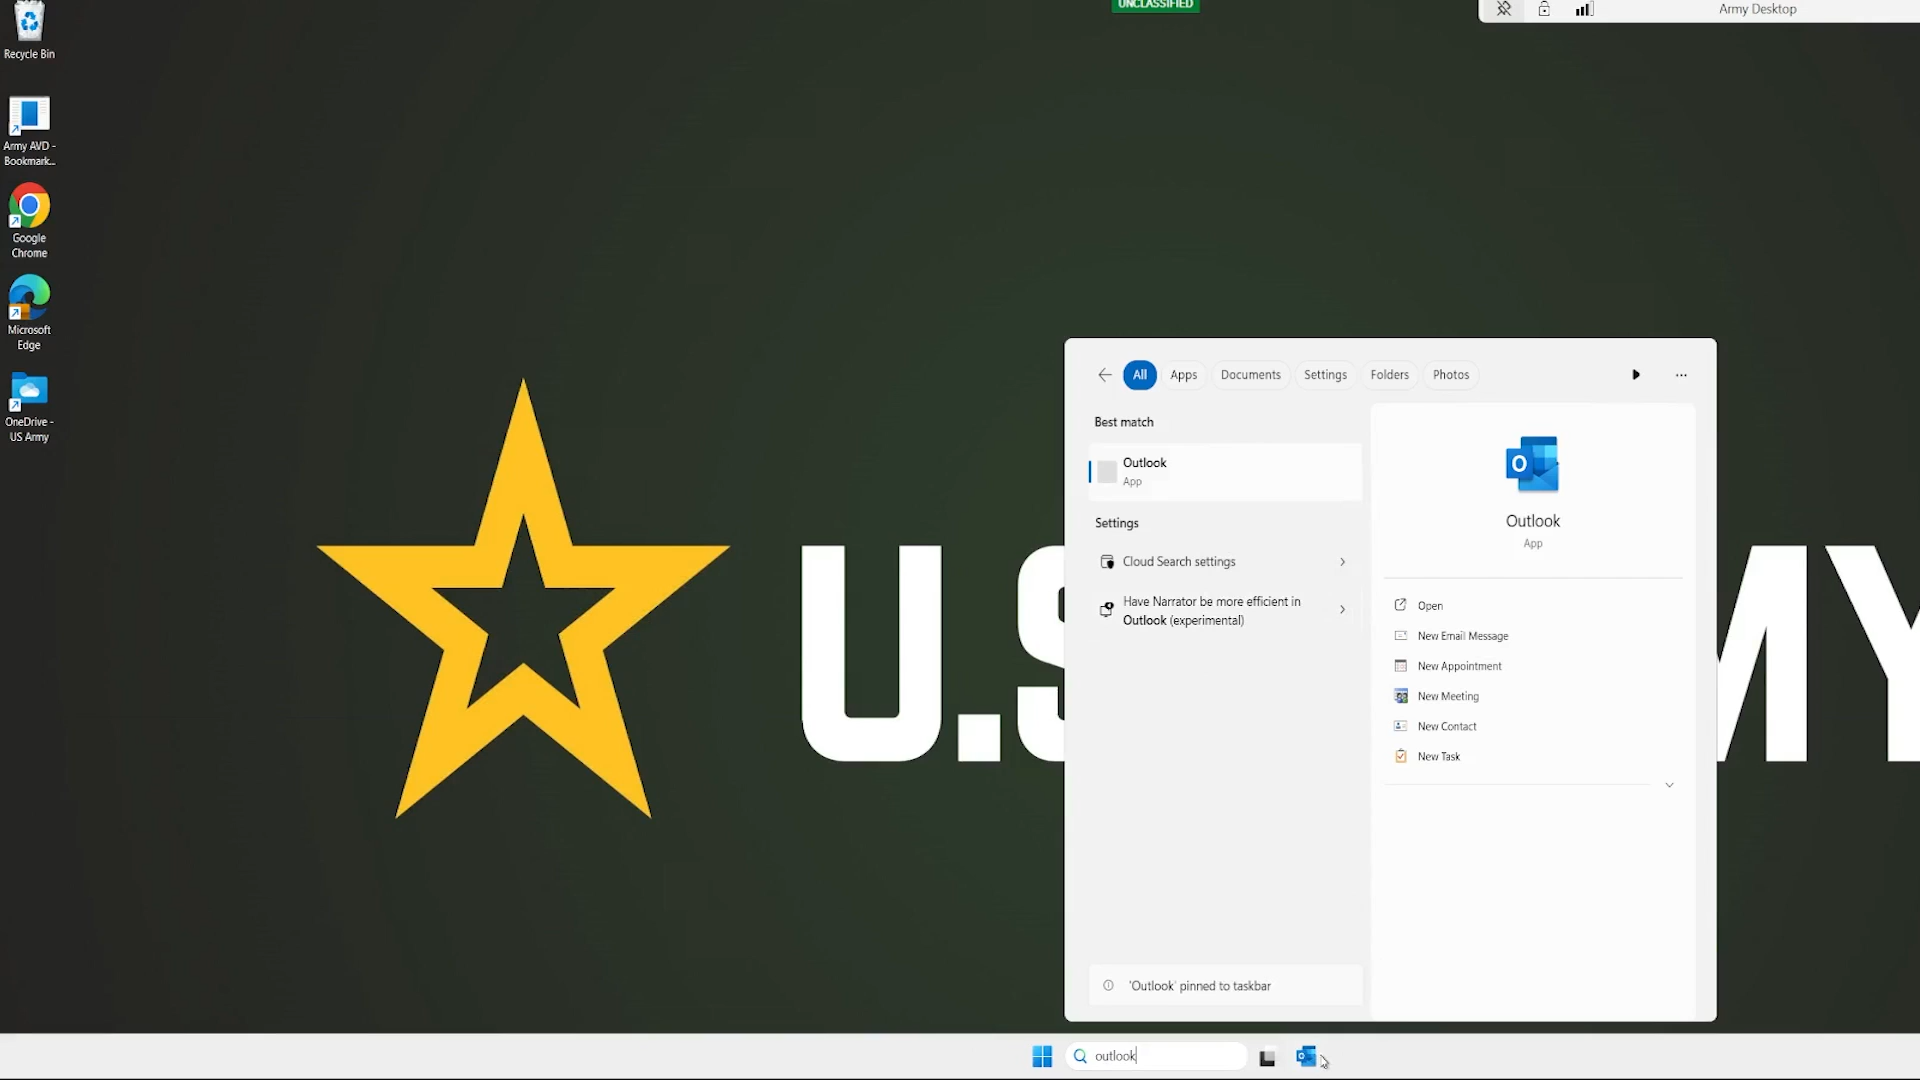 UNCLASSIFIED
Army Desktop
Recycle Bin
Army AVD -
Bookmark...
Google
Chrome
Microsoft
Edge
OneDrive -
US Army
U.S
MY
All
Apps
Documents
Settings
Folders
Photos
Best match
Outlook
App
Settings
Cloud Search settings
Have Narrator be more efficient in
Outlook (experimental)
'Outlook' pinned to taskbar
Outlook
App
Open
New Email Message
New Appointment
New Meeting
New Contact
New Task
outlook